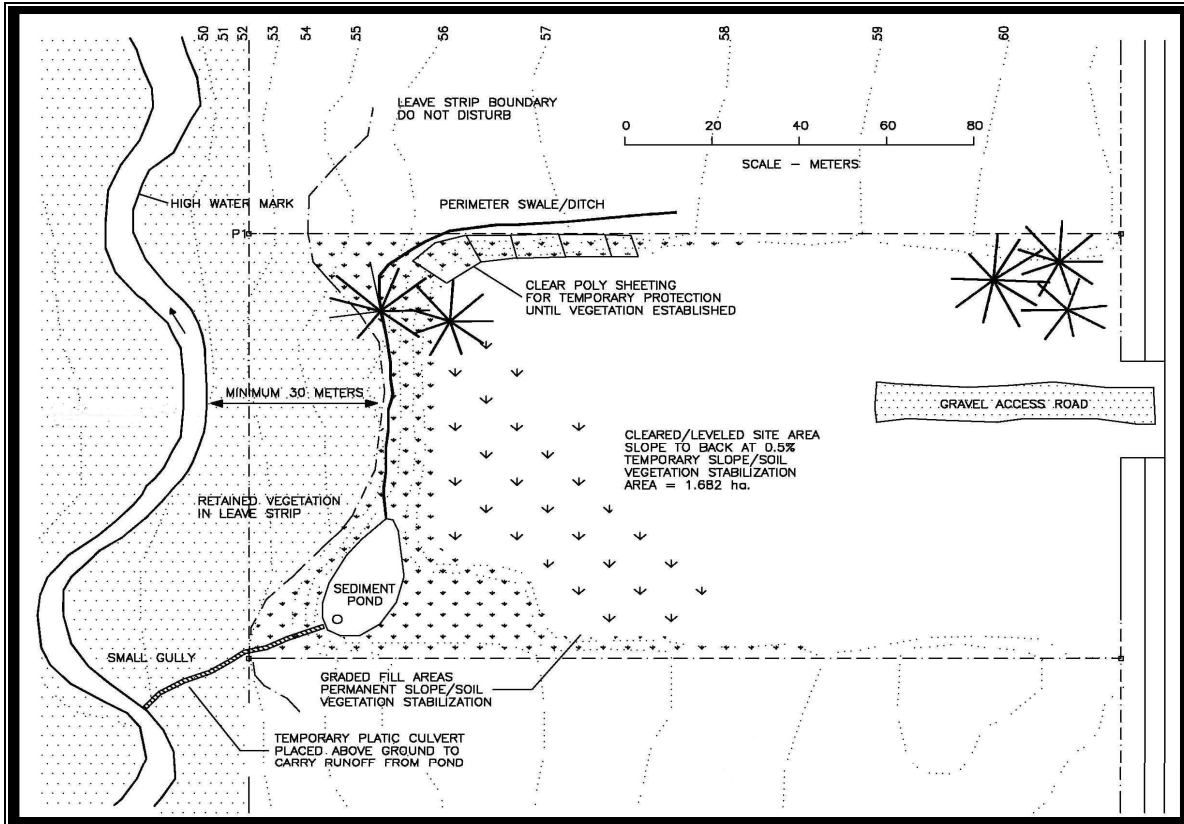 50
51
52
53
54
55
56
57
58
59
60
LEAVE STRIP BOUNDARY
DO NOT DISTURB
0 20 40 60 80
SCALE – METERS
HIGH WATER MARK
PERIMETER SWALE/DITCH
P1
CLEAR POLY SHEETING
FOR TEMPORARY PROTECTION
UNTIL VEGETATION ESTABLISHED
MINIMUM 30 METERS
GRAVEL ACCESS ROAD
CLEARED/LEVELED SITE AREA
SLOPE TO BACK AT 0.5%
TEMPORARY SLOPE/SOIL
VEGETATION STABILIZATION
AREA = 1.682 ha.
RETAINED VEGETATION
IN LEAVE STRIP
SEDIMENT
POND
SMALL GULLY
GRADED FILL AREAS
PERMANENT SLOPE/SOIL
VEGETATION STABILIZATION
TEMPORARY PLATIC CULVERT
PLACED ABOVE GROUND TO
CARRY RUNOFF FROM POND